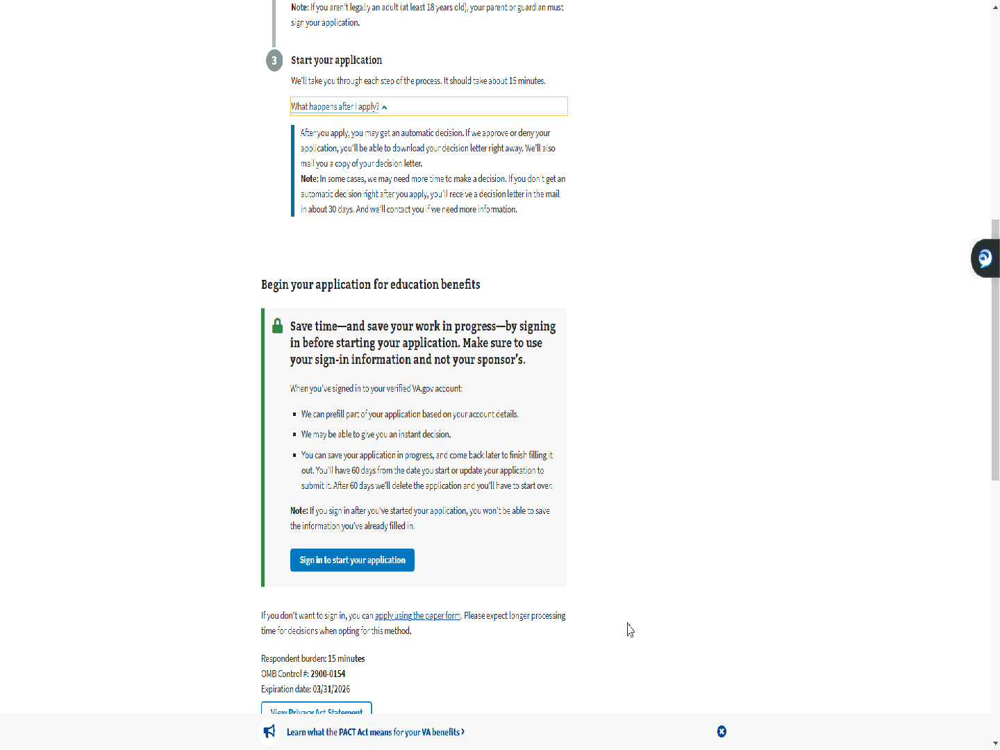 Note: If you aren't legally an adult (at least 18 years old), your parent or guardian must
sign your application.
3
Start your application
We'll take you through each step of the process. It should take about 15 minutes.
What happens after I apply?
After you apply, you may get an automatic decision. If we approve or deny your
application, you'll be able to download your decision letter right away. We'll also
mail you a copy of your decision letter.
Note: In some cases, we may need more time to make a decision. If you don't get an
automatic decision right after you apply, you'll receive a decision letter in the mail
in about 30 days. And we'll contact you if we need more information.
Begin your application for education benefits
Save time—and save your work in progress—by signing
in before starting your application. Make sure to use
your sign-in information and not your sponsor's.
When you've signed in to your verified VA.gov account:
▪ We can prefill part of your application based on your account details.
▪ We may be able to give you an instant decision.
▪ You can save your application in progress, and come back later to finish filling it
out. You'll have 60 days from the date you start or update your application to
submit it. After 60 days we'll delete the application and you'll have to start over.
Note: If you sign in after you've started your application, you won't be able to save
the information you've already filled in.
Sign in to start your application
If you don't want to sign in, you can apply using the paper form. Please expect longer processing
time for decisions when opting for this method.
Respondent burden: 15 minutes
OMB Control #: 2900-0154
Expiration date: 03/31/2026
View Privacy Act Statement
Learn what the PACT Act means for your VA benefits